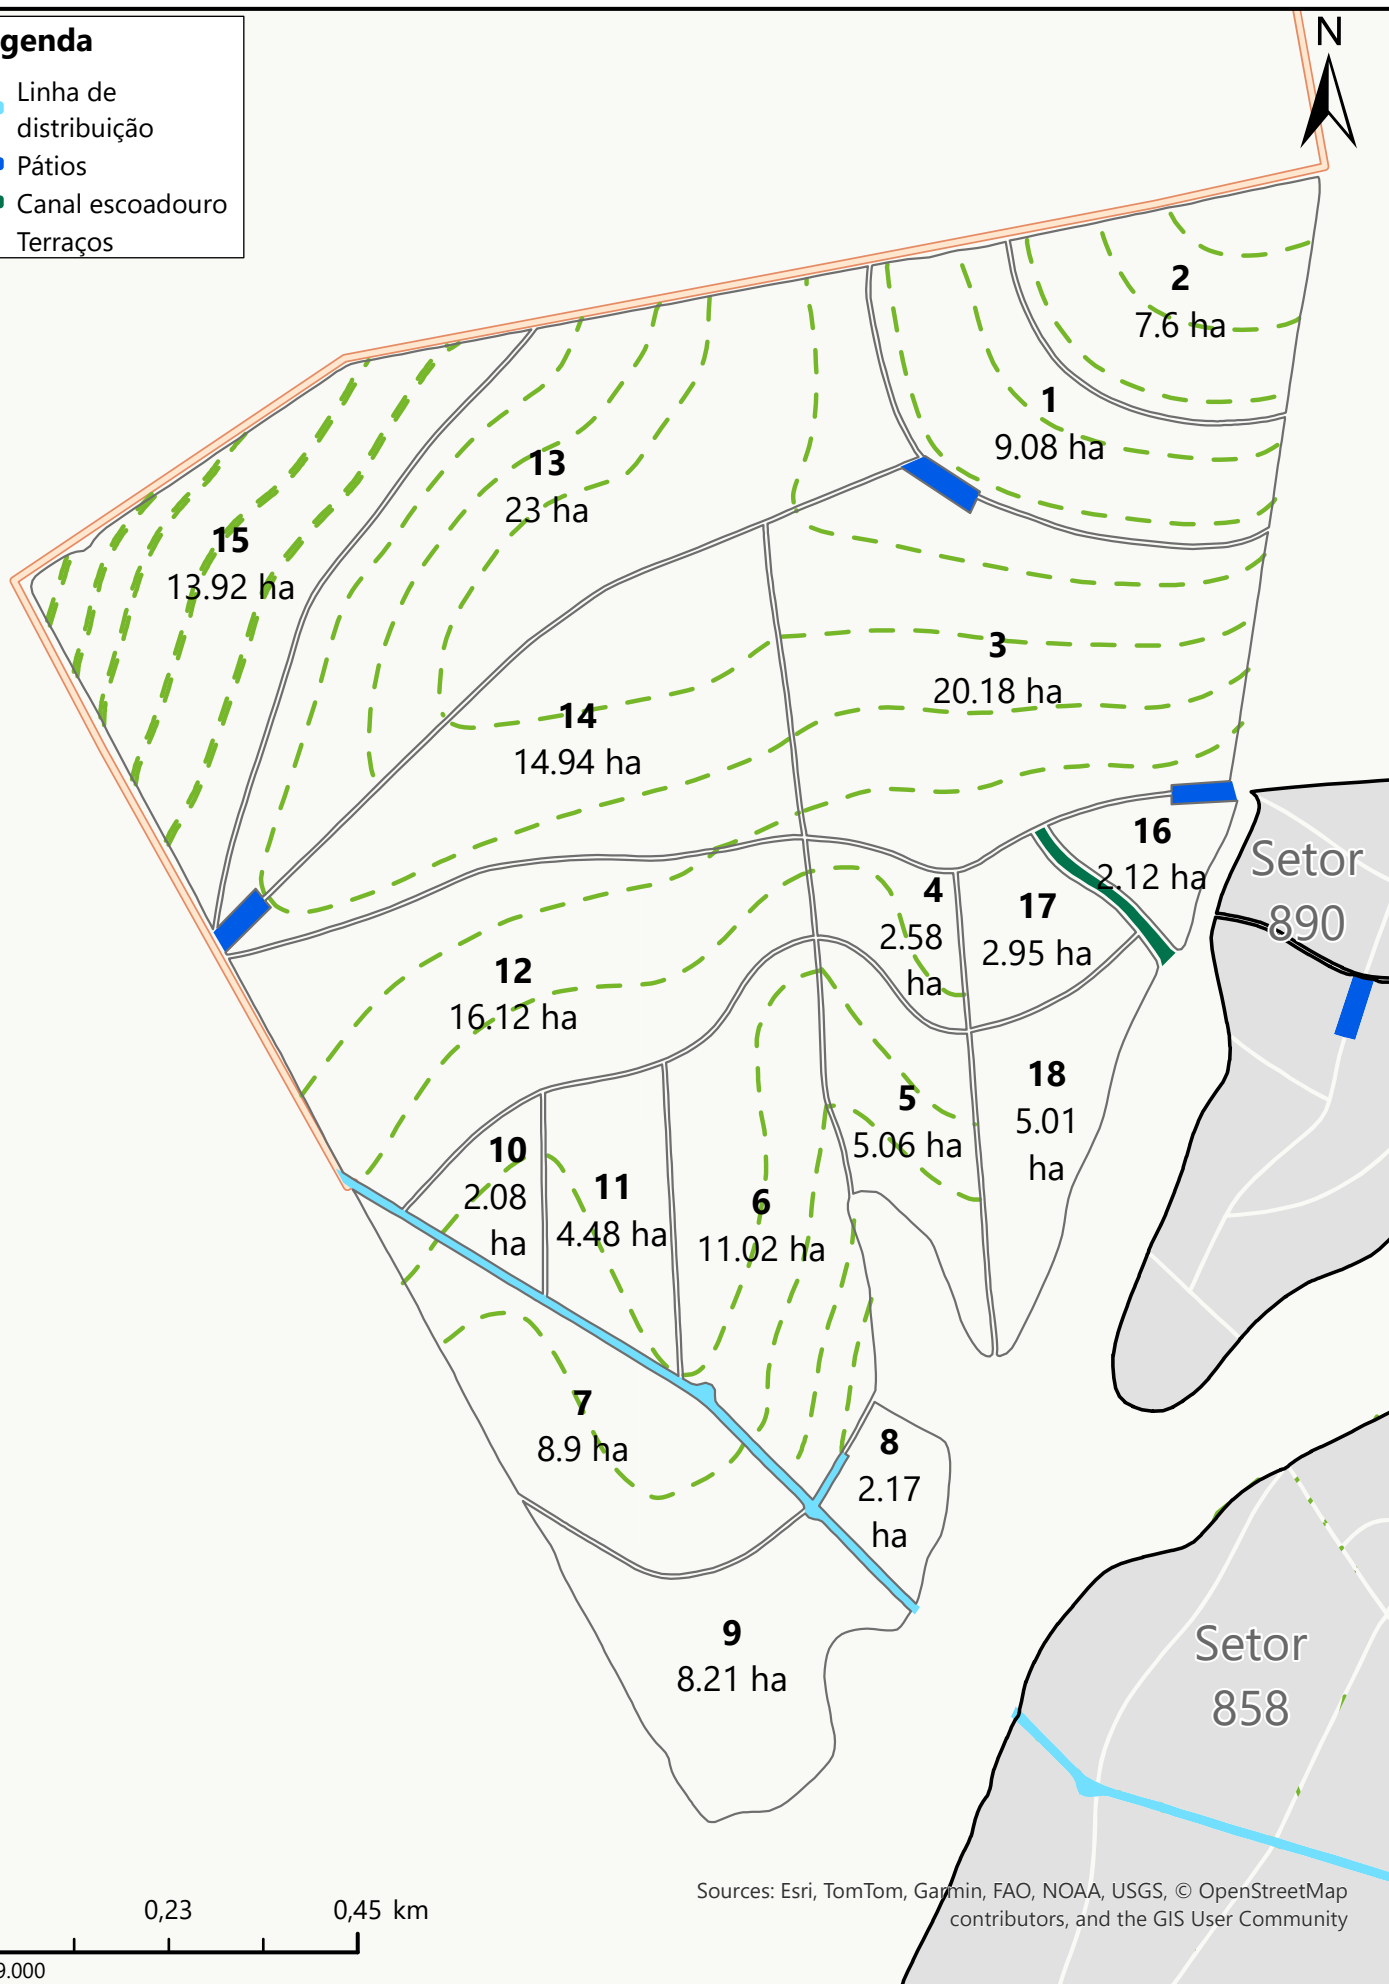 genda
Linha de
distribuição
Pátios
Canal escoadouro
Terraços
N
2
7.6 ha
1
9.08 ha
13
23 ha
15
13.92 ha
3
20.18 ha
14
14.94 ha
16
2.12 ha
Setor
890
4
2.58
ha
17
2.95 ha
12
16.12 ha
18
5.01
ha
5
5.06 ha
10
2.08
ha
11
4.48 ha
6
11.02 ha
7
8.9 ha
8
2.17
ha
9
8.21 ha
Setor
858
Sources: Esri, TomTom, Garmin, FAO, NOAA, USGS, © OpenStreetMap
contributors, and the GIS User Community
0,23 0,45 km
9.000